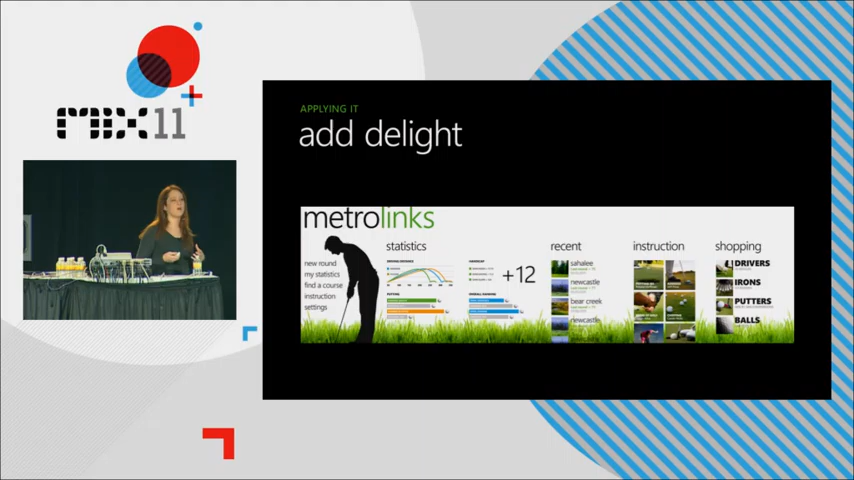 mix11
APPLYING IT
add delight
metrolinks
new round
my statistics
find a course
instruction
settings
statistics
+12
recent
sahalee
newcastle
bear creek
newcastle
instruction
shopping
DRIVERS
IRONS
PUTTERS
BALLS